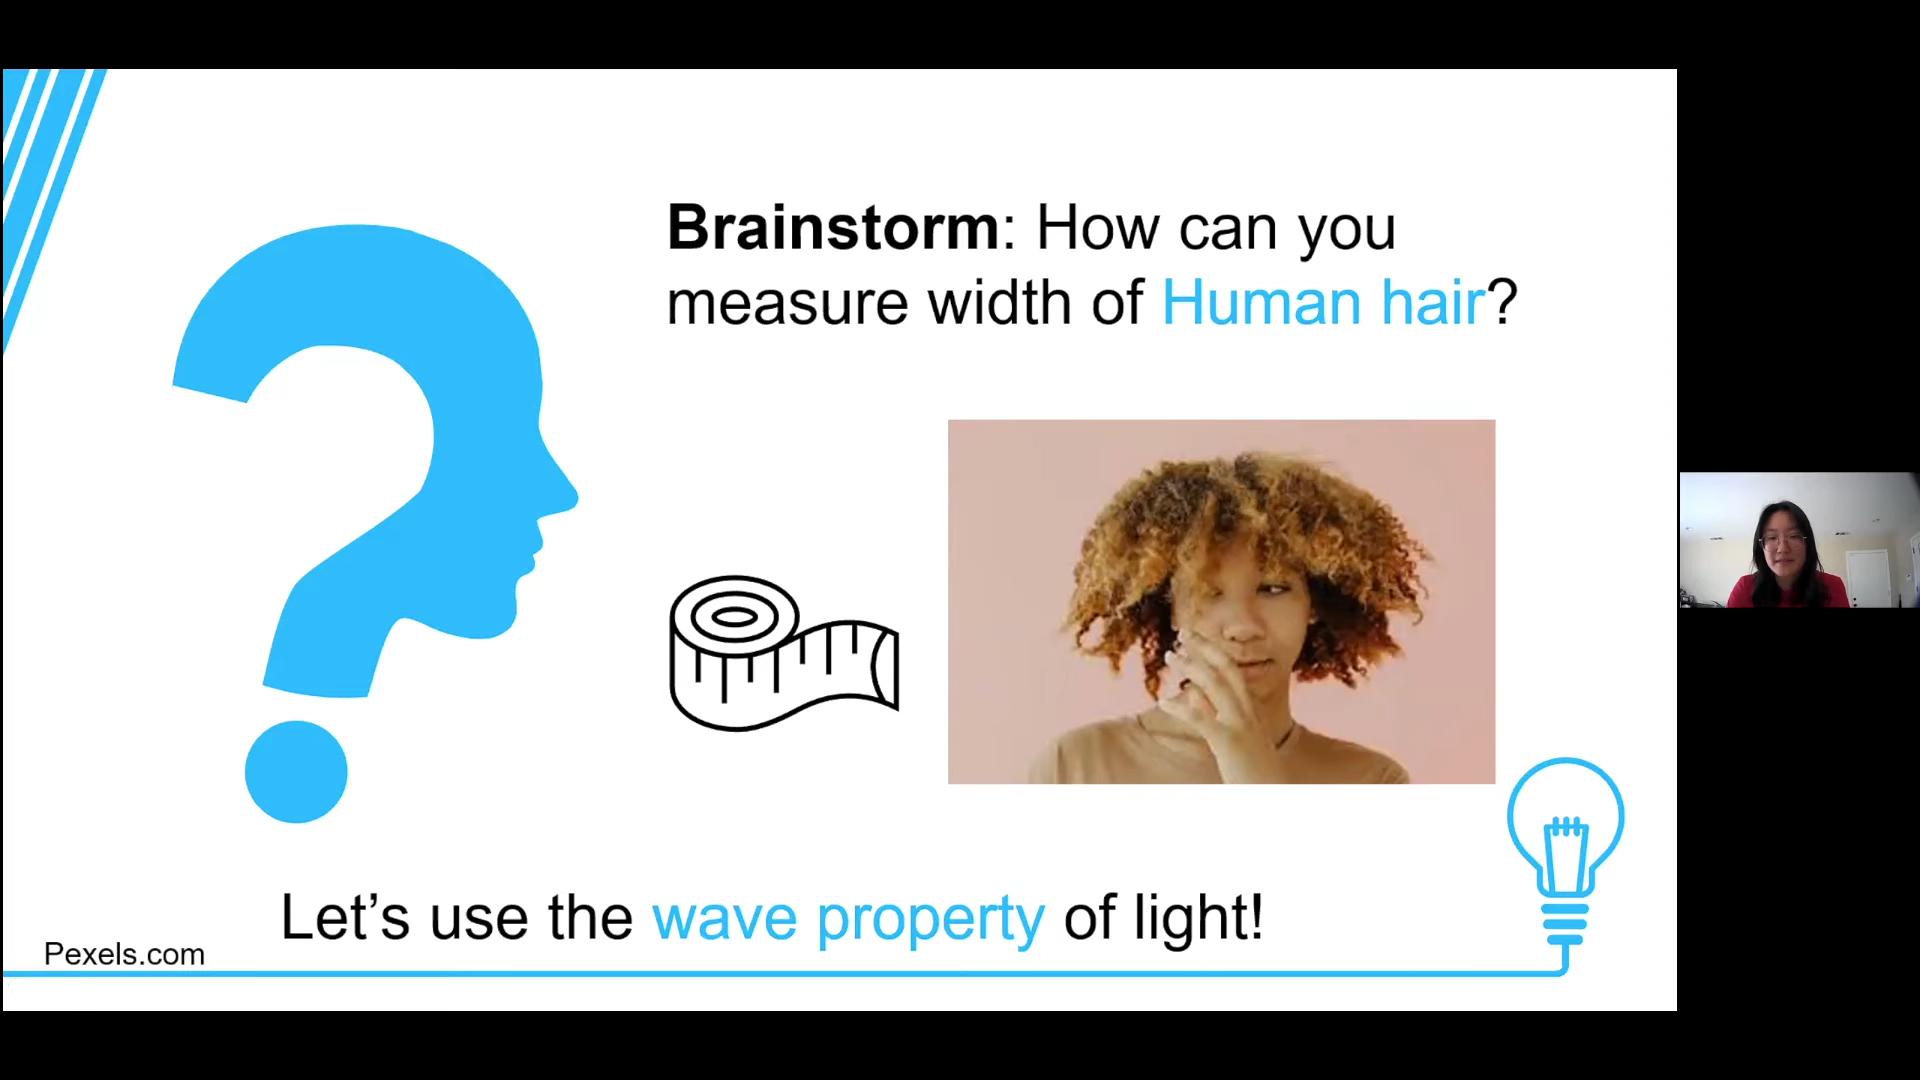 Brainstorm: How can you
measure width of Human hair?
Let’s use the wave property of light!
Pexels.com